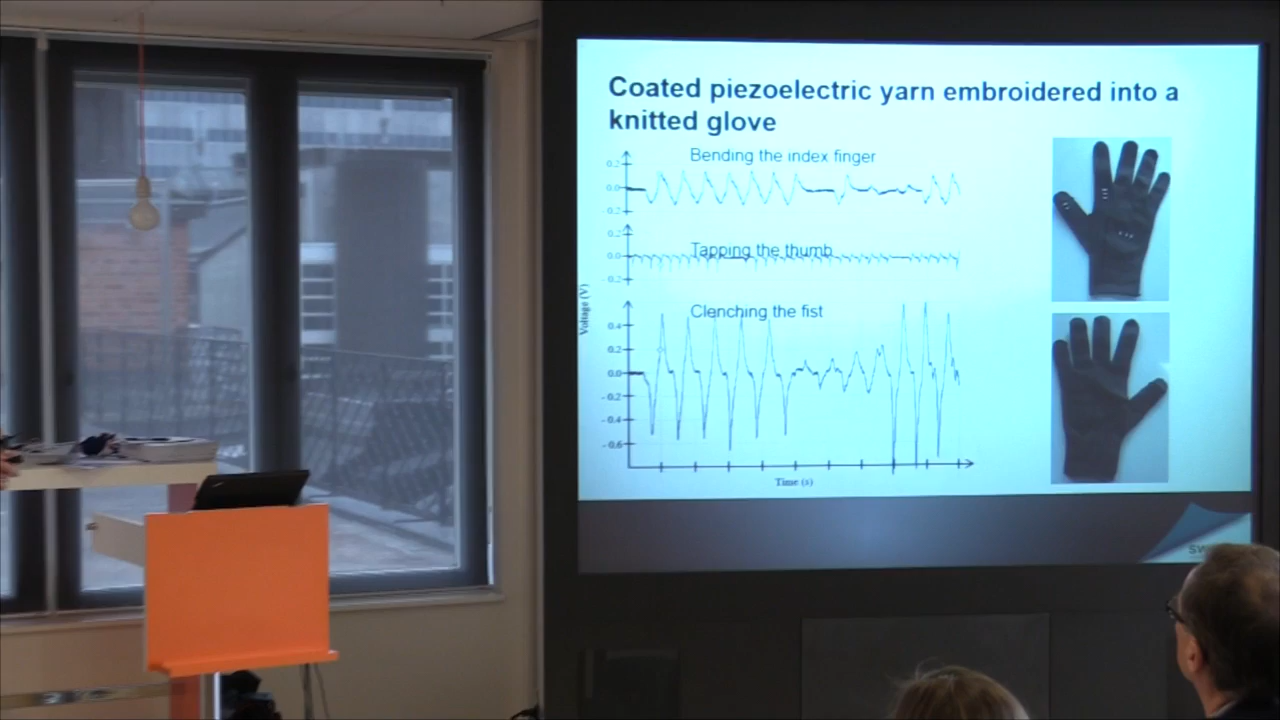 Coated piezoelectric yarn embroidered into a
knitted glove
Bending the index finger
0.2
0.0
- 0.2
Tapping the thumb
0.2
0.0
- 0.2
Voltage (V)
Clenching the fist
0.4
0.2
0.0
- 0.2
- 0.4
- 0.6
Time (s)
SW